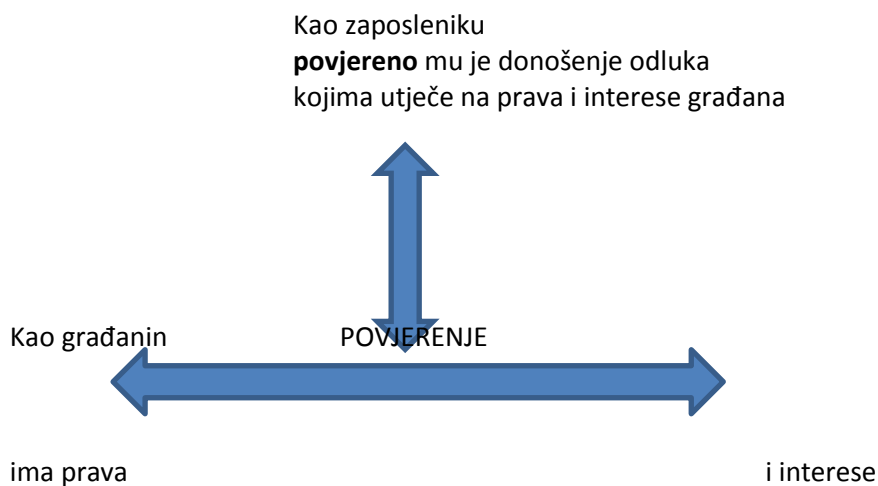 Kao zaposleniku
povjereno mu je donošenje odluka
kojima utječe na prava i interese građana
Kao građanin POVJERENJE
ima prava i interese